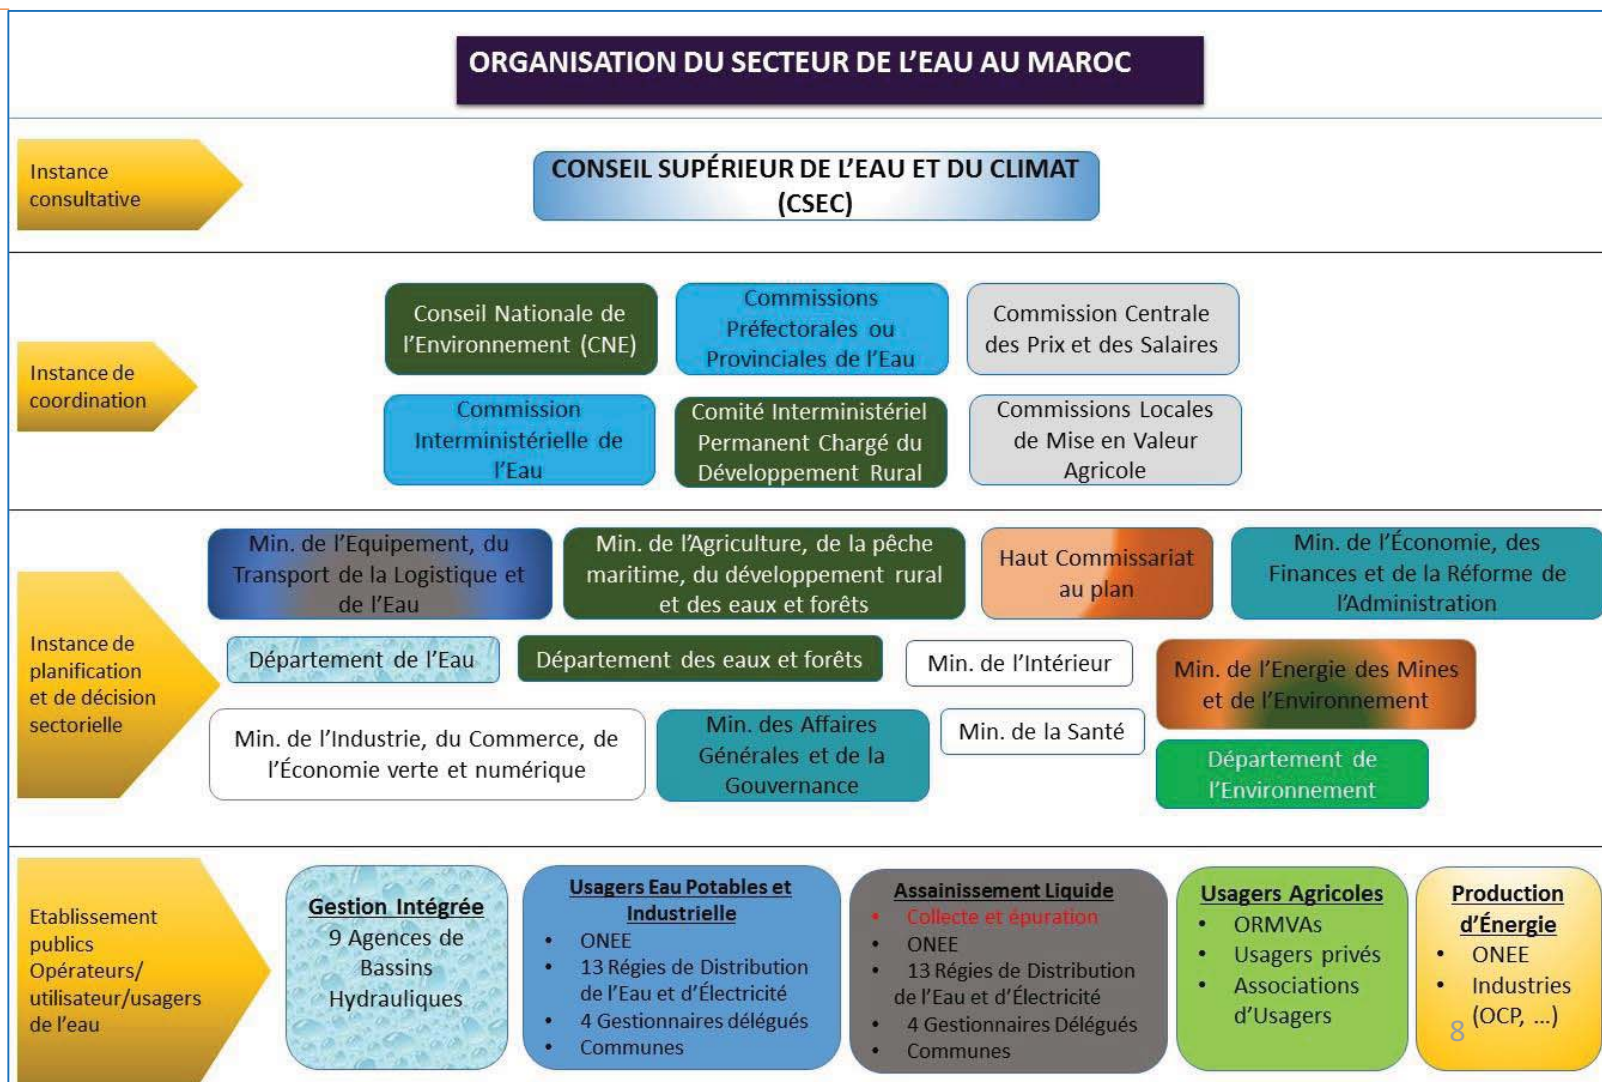 ORGANISATION DU SECTEUR DE L'EAU AU MAROC
Instance
consultative
CONSEIL SUPÉRIEUR DE L'EAU ET DU CLIMAT
(CSEC)
Instance de
coordination
Conseil Nationale de
l'Environnement (CNE)
Commissions
Préfectorales ou
Provinciales de l'Eau
Commission Centrale
des Prix et des Salaires
Commission
Interministérielle de
l'Eau
Comité Interministériel
Permanent Chargé du
Développement Rural
Commissions Locales
de Mise en Valeur
Agricole
Instance de
planification
et de décision
sectorielle
Min. de l'Equipement, du
Transport de la Logistique et
de l'Eau
Min. de l'Agriculture, de la pêche
maritime, du développement rural
et des eaux et forêts
Haut Commissariat
au plan
Min. de l'Économie, des
Finances et de la Réforme de
l'Administration
Département de l'Eau
Département des eaux et forêts
Min. de l'Intérieur
Min. de l'Energie des Mines
et de l'Environnement
Min. de l'Industrie, du Commerce, de
l'Économie verte et numérique
Min. des Affaires
Générales et de la
Gouvernance
Min. de la Santé
Département de
l'Environnement
Etablissement
publics
Opérateurs/
utilisateur/usagers
de l'eau
Gestion Intégrée
9 Agences de
Bassins
Hydrauliques
Usagers Eau Potables et
Industrielle
• ONEE
• 13 Régies de Distribution
de l'Eau et d'Électricité
• 4 Gestionnaires délégués
• Communes
Assainissement Liquide
• Collecte et épuration
• ONEE
• 13 Régies de Distribution
de l'Eau et d'Électricité
• 4 Gestionnaires Délégués
• Communes
Usagers Agricoles
• ORMVAs
• Usagers privés
• Associations
d'Usagers
Production
d'Énergie
• ONEE
• Industries
(OCP, ...)
8